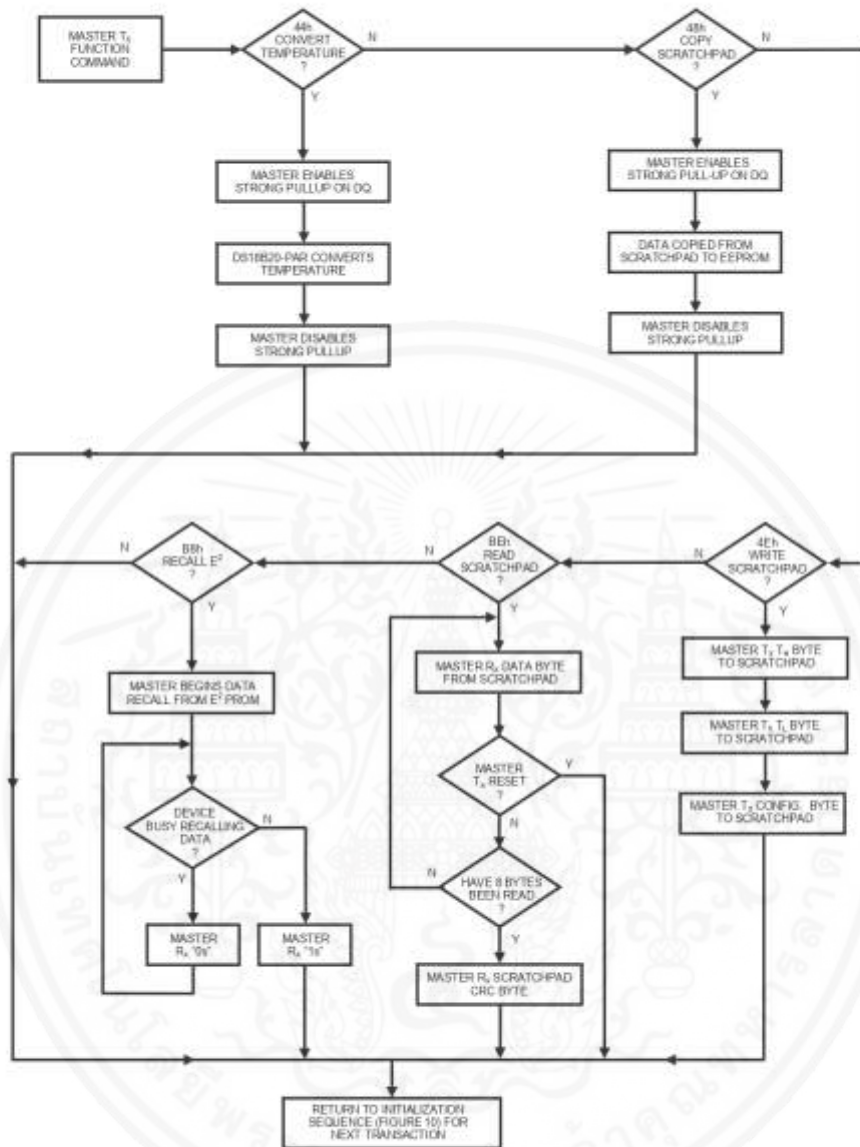 MASTER Tₓ
FUNCTION
COMMAND
44h
CONVERT
TEMPERATURE
?
N
Y
48h
COPY
SCRATCHPAD
?
N
Y
MASTER ENABLES
STRONG PULLUP ON DQ
DS18B20-PAR CONVERTS
TEMPERATURE
MASTER DISABLES
STRONG PULLUP
MASTER ENABLES
STRONG PULL-UP ON DQ
DATA COPIED FROM
SCRATCHPAD TO EEPROM
MASTER DISABLES
STRONG PULLUP
B8h
RECALL E²
?
N
Y
BEh
READ
SCRATCHPAD
?
N
Y
4Eh
WRITE
SCRATCHPAD
?
N
Y
MASTER BEGINS DATA
RECALL FROM E² PROM
DEVICE
BUSY RECALLING
DATA
?
N
Y
MASTER
Rₓ "0s"
MASTER
Rₓ "1s"
MASTER Rₓ DATA BYTE
FROM SCRATCHPAD
MASTER
Tₓ RESET
?
Y
N
HAVE 8 BYTES
BEEN READ
?
N
Y
MASTER Rₓ SCRATCHPAD
CRC BYTE
MASTER Tₓ Tʜ BYTE
TO SCRATCHPAD
MASTER Tₓ Tʟ BYTE
TO SCRATCHPAD
MASTER Tₓ CONFIG. BYTE
TO SCRATCHPAD
RETURN TO INITIALIZATION
SEQUENCE (FIGURE 10) FOR
NEXT TRANSACTION